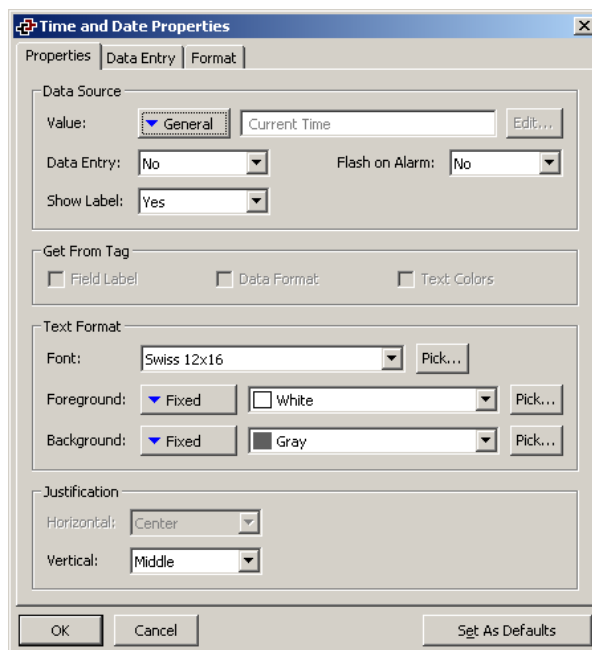 Time and Date Properties
Properties Data Entry Format
Data Source
Value: General Current Time Edit...
Data Entry: No Flash on Alarm: No
Show Label: Yes
Get From Tag
Field Label Data Format Text Colors
Text Format
Font: Swiss 12x16 Pick...
Foreground: Fixed White Pick...
Background: Fixed Gray Pick...
Justification
Horizontal: Center
Vertical: Middle
OK Cancel Set As Defaults